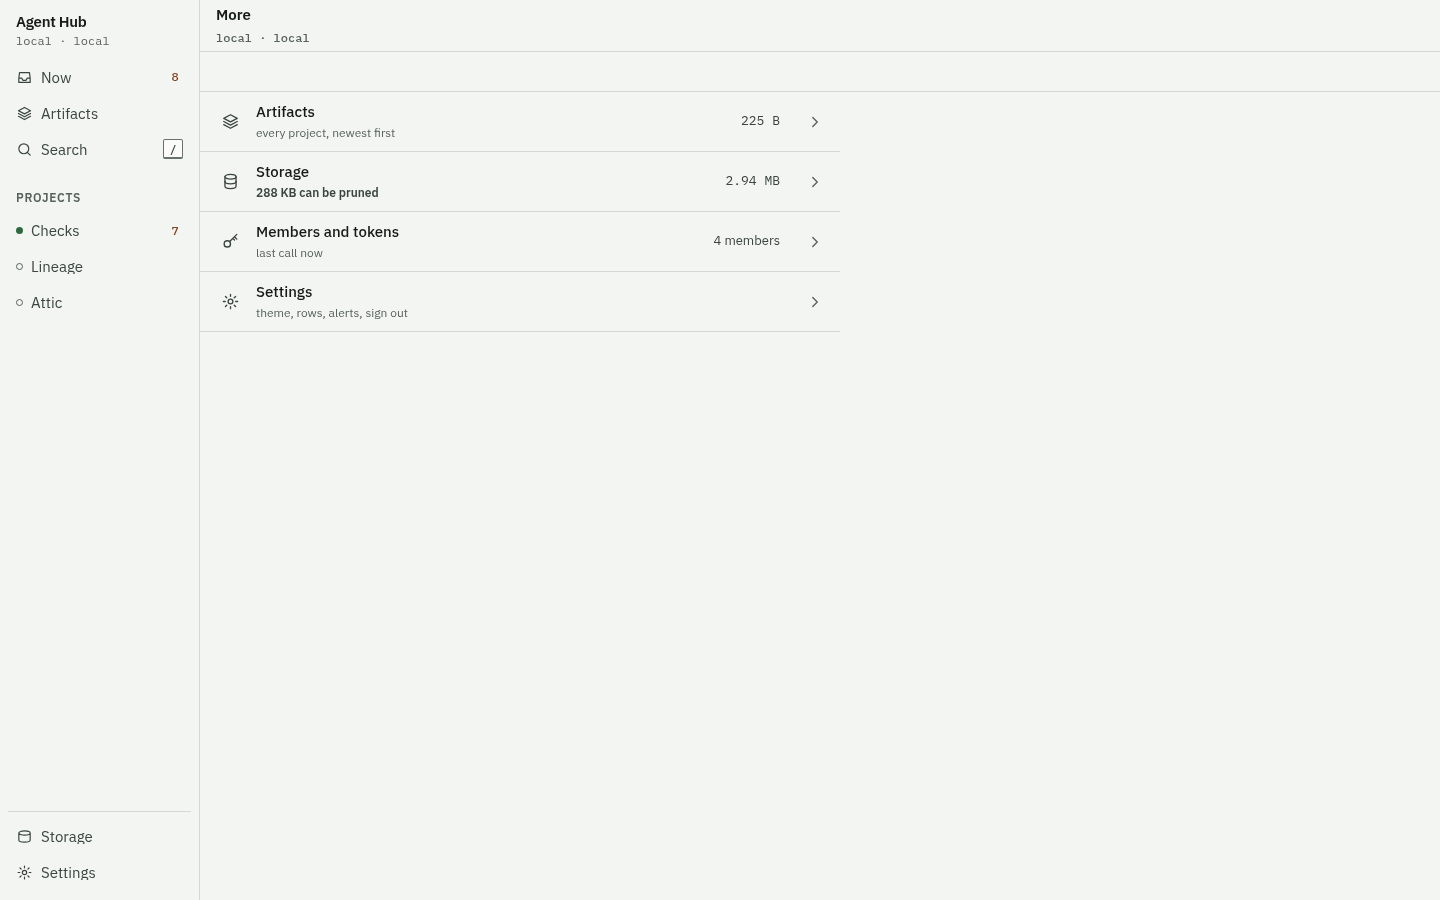 Agent Hub
local · local
Now 8
Artifacts
Search /
PROJECTS
Checks 7
Lineage
Attic
Storage
Settings
More
local · local
Artifacts
every project, newest first
225 B
Storage
288 KB can be pruned
2.94 MB
Members and tokens
last call now
4 members
Settings
theme, rows, alerts, sign out